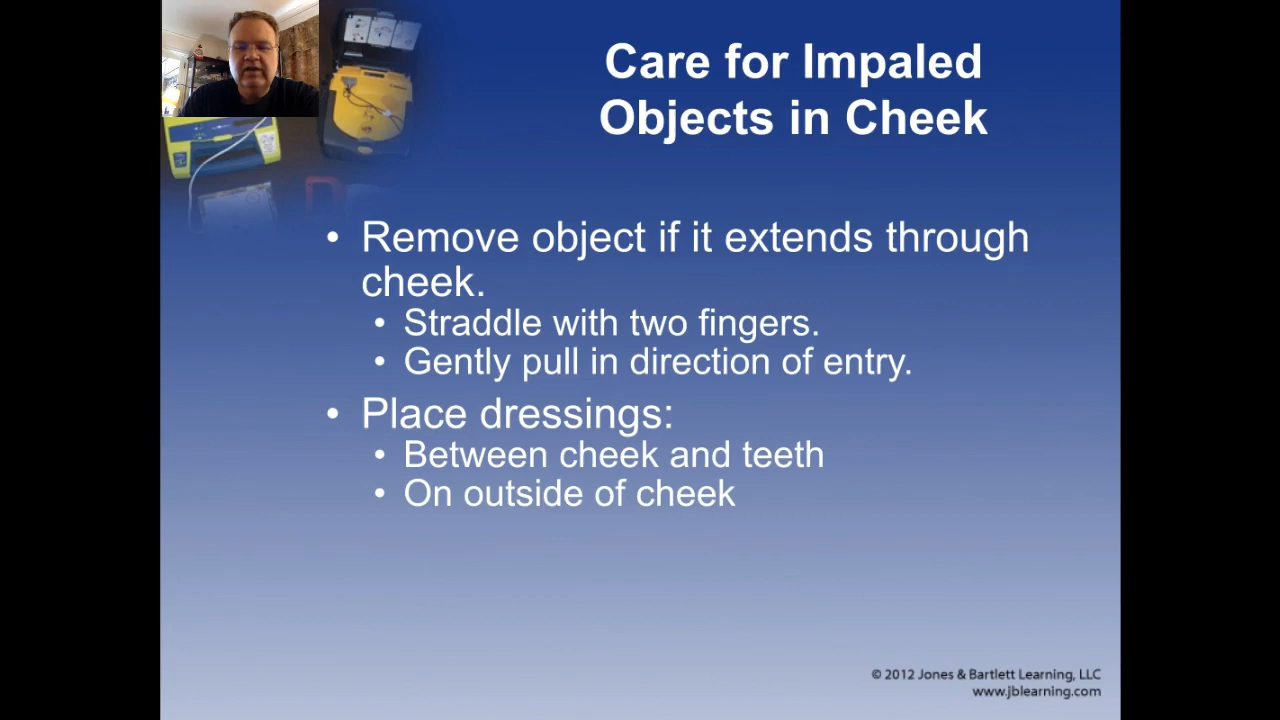 Care for Impaled
Objects in Cheek
• Remove object if it extends through
cheek.
• Straddle with two fingers.
• Gently pull in direction of entry.
• Place dressings:
• Between cheek and teeth
• On outside of cheek
© 2012 Jones & Bartlett Learning, LLC
www.jblearning.com